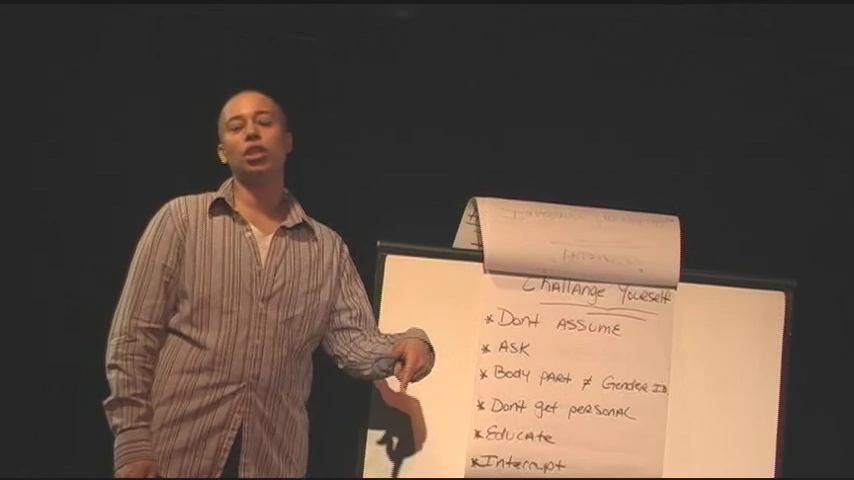 Challange Yourself
* Dont ASSUME
* ASK
* Body part ≠ Gender ID
* Dont get personal
* Educate
* Interrupt